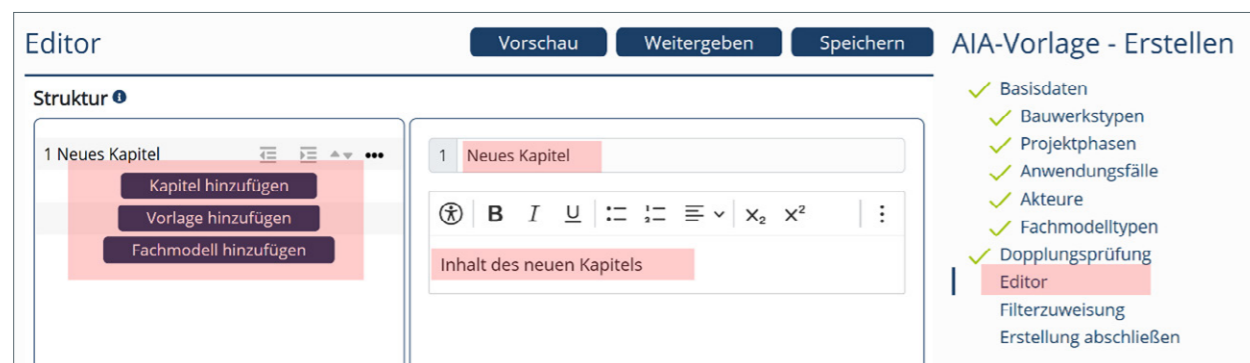 Editor
Vorschau
Weitergeben
Speichern
Struktur
1 Neues Kapitel
Kapitel hinzufügen
Vorlage hinzufügen
Fachmodell hinzufügen
1 Neues Kapitel
B I U X₂ X²
Inhalt des neuen Kapitels
AIA-Vorlage - Erstellen
Basisdaten
Bauwerkstypen
Projektphasen
Anwendungsfälle
Akteure
Fachmodelltypen
Dopplungsprüfung
Editor
Filterzuweisung
Erstellung abschließen